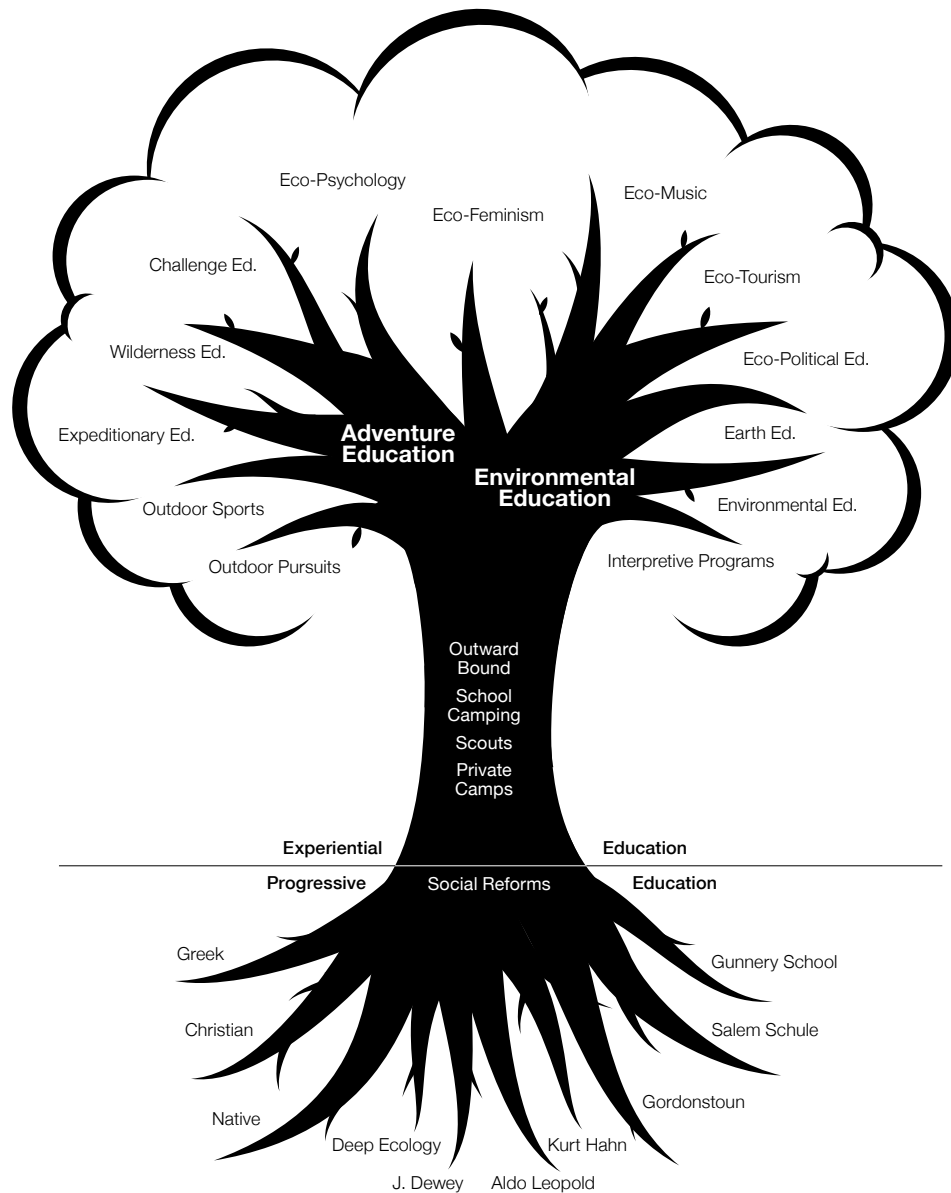 Eco-Psychology
Eco-Feminism
Eco-Music
Challenge Ed.
Eco-Tourism
Wilderness Ed.
Eco-Political Ed.
Expeditionary Ed.
Adventure
Education
Earth Ed.
Environmental
Education
Outdoor Sports
Environmental Ed.
Outdoor Pursuits
Interpretive Programs
Outward
Bound
School
Camping
Scouts
Private
Camps
Experiential Education
Progressive Social Reforms Education
Greek
Gunnery School
Christian
Salem Schule
Native
Gordonstoun
Deep Ecology
Kurt Hahn
J. Dewey
Aldo Leopold